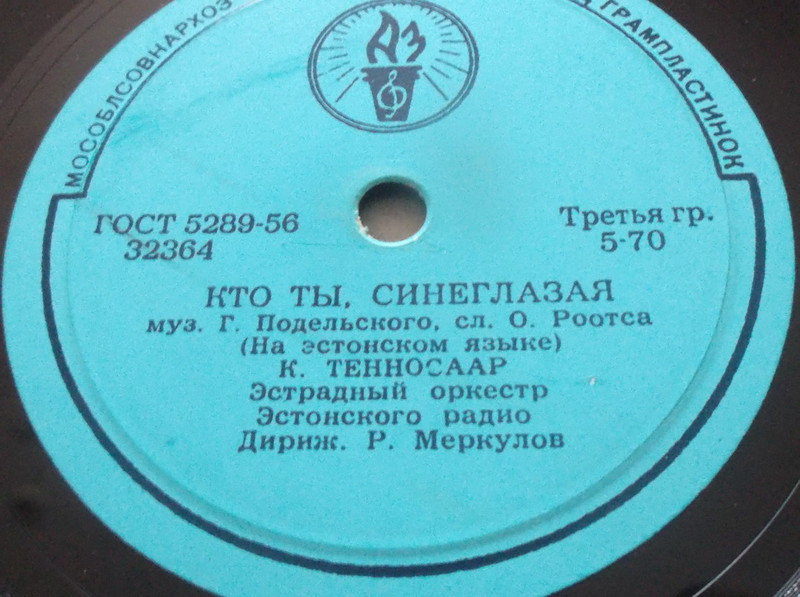 МОСОБЛСОВНАРХОЗ
ГРАМПЛАСТИНОК
АЗ
ГОСТ 5289-56
32364
Третья гр.
5-70
КТО ТЫ, СИНЕГЛАЗАЯ
муз. Г. Подельского, сл. О. Роотса
(На эстонском языке)
К. ТЕННОСААР
Эстрадный оркестр
Эстонского радио
Дириж. Р. Меркулов